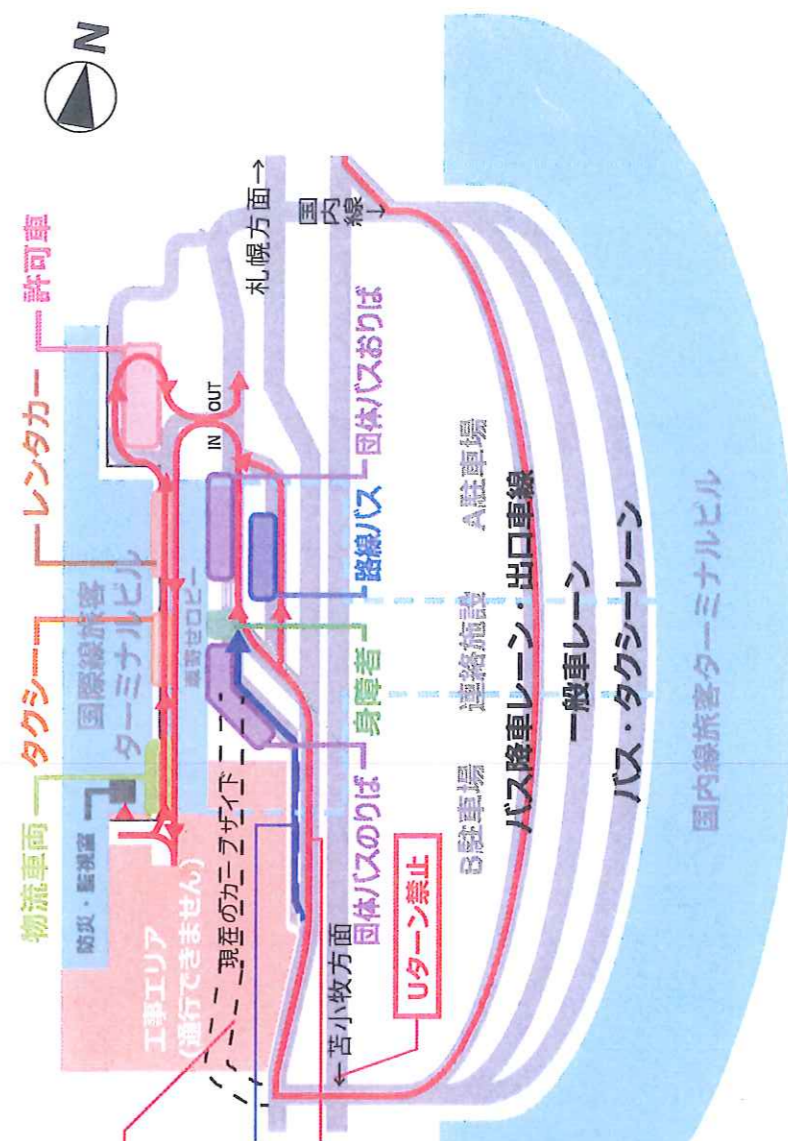 N
許可車
レンタカー
タクシー
物流車両
国際線旅客
ターミナルビル
防災・監視室
車寄せロビー
工事エリア
(通行できません)
現在のカーブサイド
IN
OUT
札幌方面→
国内線
↓
団体バスおりば
路線バス
身障者
団体バスのりば
←苫小牧方面
Uターン禁止
B駐車場
連絡施設
A駐車場
バス降車レーン・出口車線
一般車レーン
バス・タクシーレーン
国内線旅客ターミナルビル